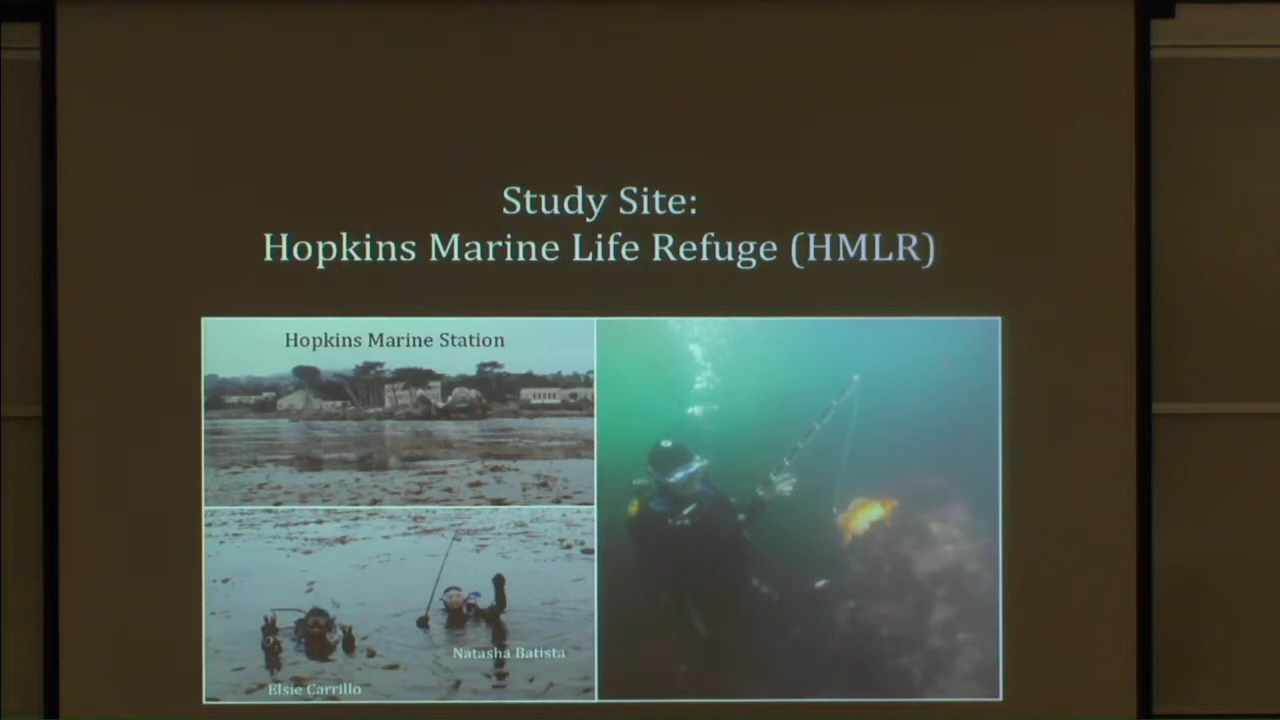 Study Site:
Hopkins Marine Life Refuge (HMLR)
Hopkins Marine Station
Natasha Batista
Elsie Carrillo